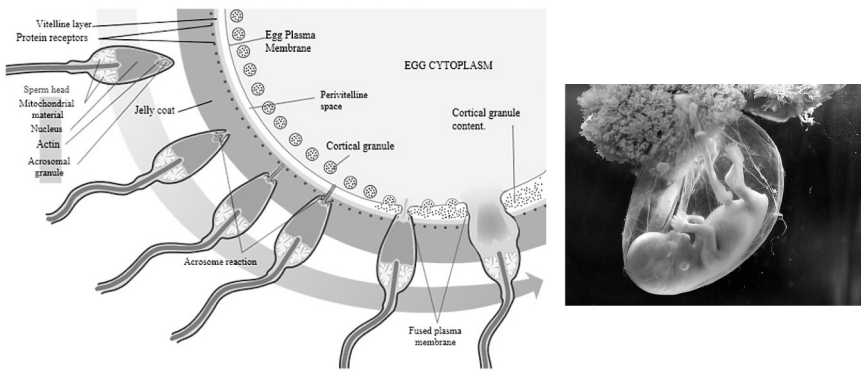 Vitelline layer
Protein receptors
Egg Plasma
Membrane
EGG CYTOPLASM
Sperm head
Mitochondrial
material
Nucleus
Actin
Acrosomal
granule
Jelly coat
Perivitelline
space
Cortical granule
content.
Cortical granule
Acrosome reaction
Fused plasma
membrane